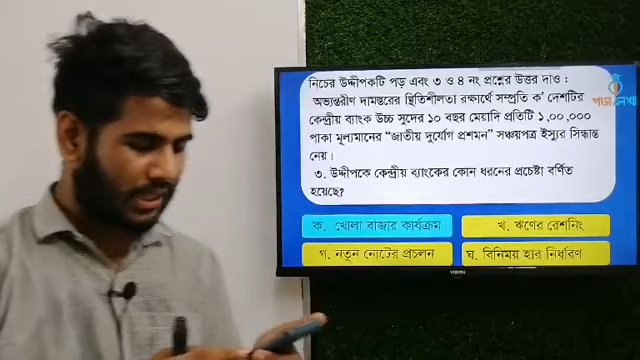 নিচের উদ্দীপকটি পড় এবং ৩ ও ৪ নং প্রশ্নের উত্তর দাও :
অভ্যন্তরীণ দামস্তরের স্থিতিশীলতা রক্ষার্থে সম্প্রতি ক' দেশটির
কেন্দ্রীয় ব্যাংক উচ্চ সুদের ১০ বছর মেয়াদি প্রতিটি ১,০০,০০০
পাকা মূল্যমানের "জাতীয় দুর্যোগ প্রশমন" সঞ্চয়পত্র ইস্যুর সিদ্ধান্ত
নেয়।
৩. উদ্দীপকে কেন্দ্রীয় ব্যাংকের কোন ধরনের প্রচেষ্টা বর্ণিত
হয়েছে?
ক. খোলা বাজার কার্যক্রম
খ. ঋণের রেশনিং
গ. নতুন নোটের প্রচলন
ঘ. বিনিময় হার নির্ধারণ